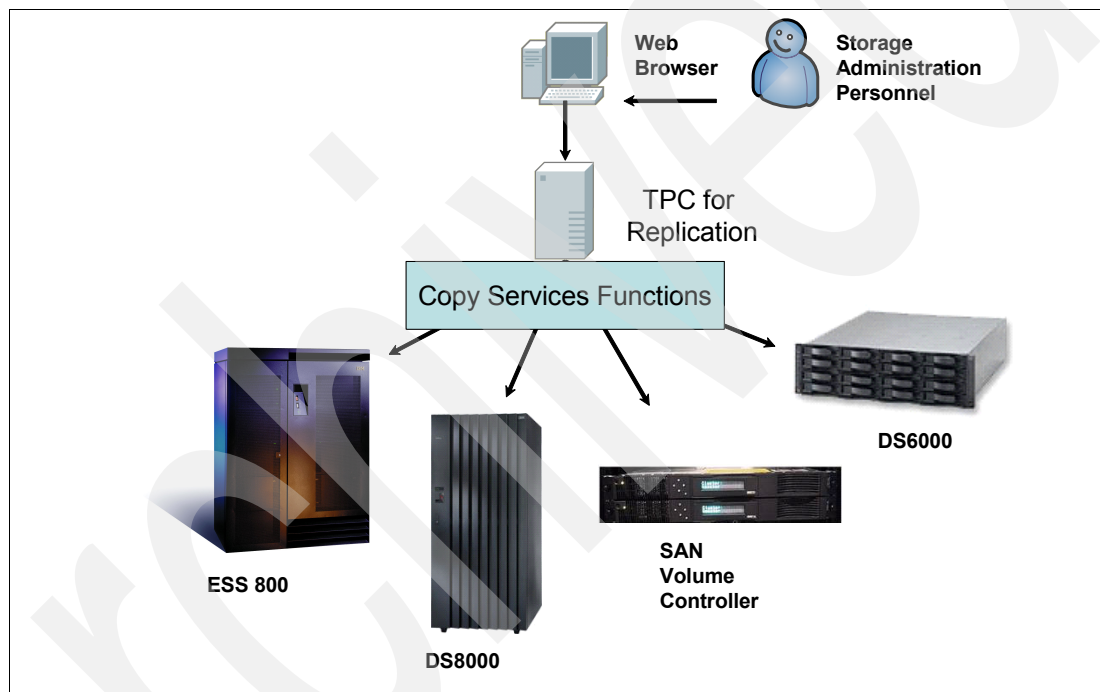 Web
Browser
Storage
Administration
Personnel
TPC for
Replication
Copy Services Functions
DS6000
ESS 800
SAN
Volume
Controller
DS8000